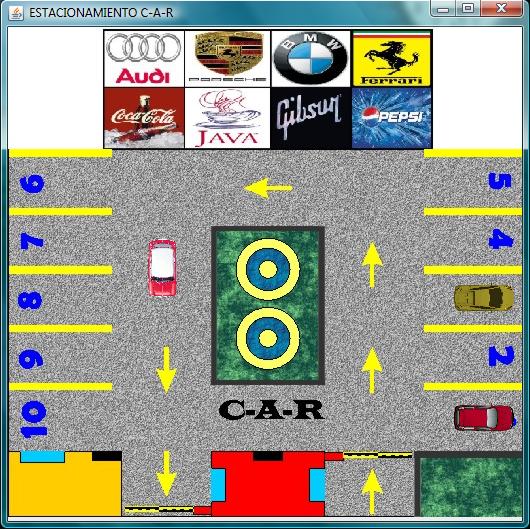 ESTACIONAMIENTO C-A-R
Audi
PORSCHE
BMW
Ferrari
Coca-Cola
JAVA
Gibson
PEPSI
6
5
7
4
8
9
2
10
C-A-R